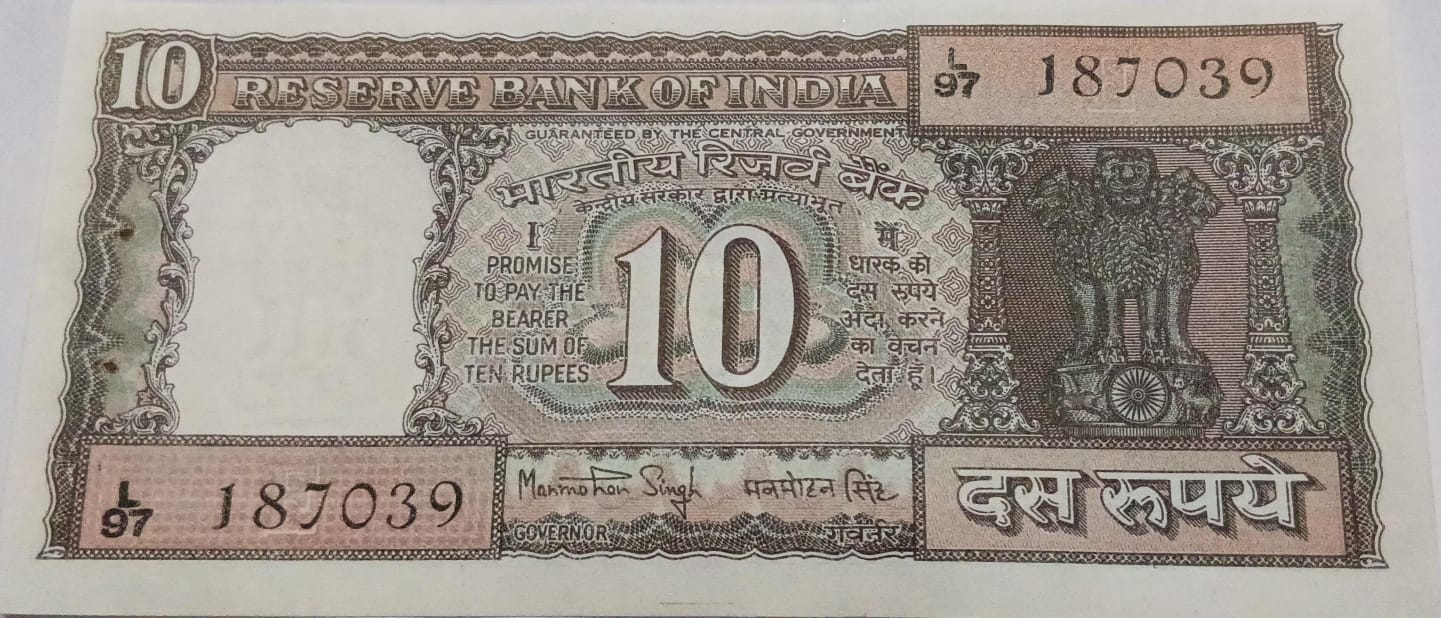 10 RESERVE BANK OF INDIA
L/97 187039
GUARANTEED BY THE CENTRAL GOVERNMENT
भारतीय रिजर्व बैंक
केन्द्रीय सरकार द्वारा प्रत्याभूत
I
PROMISE
TO PAY THE
BEARER
THE SUM OF
TEN RUPEES
10
मैं
धारक को
दस रुपये
अदा करने
का वचन
देता हूँ।
L/97 187039
Manmohan Singh
मनमोहन सिंह
GOVERNOR
गवर्नर
दस रूपये